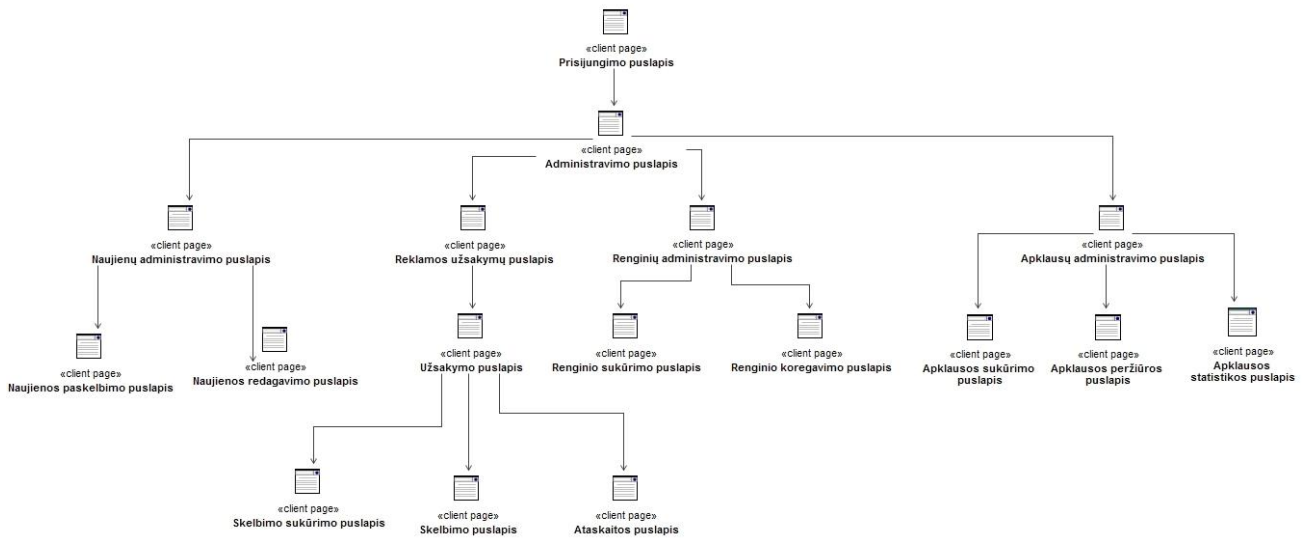 «client page»
Prisijungimo puslapis
«client page»
Administravimo puslapis
«client page»
Naujienų administravimo puslapis
«client page»
Reklamos užsakymų puslapis
«client page»
Renginių administravimo puslapis
«client page»
Apklausų administravimo puslapis
«client page»
Naujienos paskelbimo puslapis
«client page»
Naujienos redagavimo puslapis
«client page»
Užsakymo puslapis
«client page»
Renginio sukūrimo puslapis
«client page»
Renginio koregavimo puslapis
«client page»
Apklausos sukūrimo
puslapis
«client page»
Apklausos peržiūros
puslapis
«client page»
Apklausos
statistikos puslapis
«client page»
Skelbimo sukūrimo puslapis
«client page»
Skelbimo puslapis
«client page»
Ataskaitos puslapis